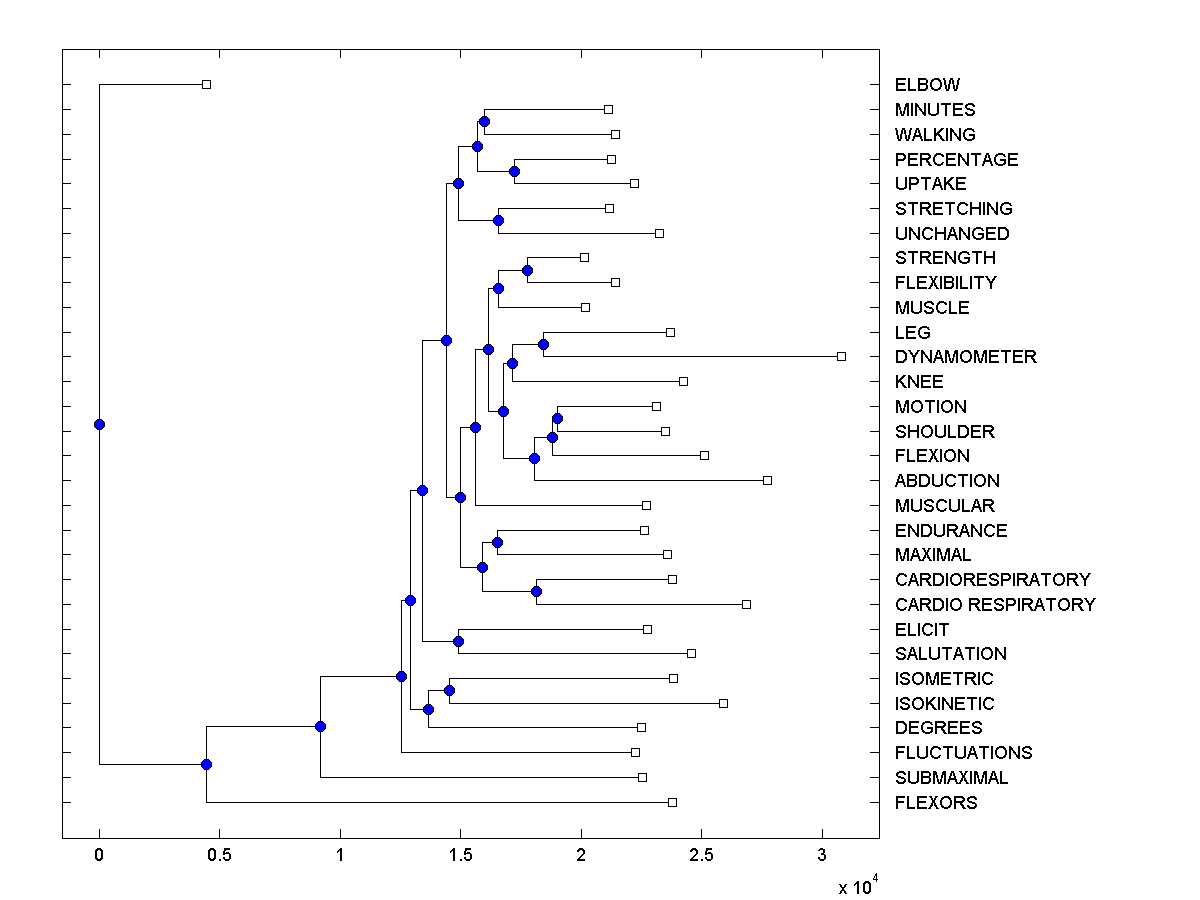 ELBOW
MINUTES
WALKING
PERCENTAGE
UPTAKE
STRETCHING
UNCHANGED
STRENGTH
FLEXIBILITY
MUSCLE
LEG
DYNAMOMETER
KNEE
MOTION
SHOULDER
FLEXION
ABDUCTION
MUSCULAR
ENDURANCE
MAXIMAL
CARDIORESPIRATORY
CARDIO RESPIRATORY
ELICIT
SALUTATION
ISOMETRIC
ISOKINETIC
DEGREES
FLUCTUATIONS
SUBMAXIMAL
FLEXORS
0 0.5 1 1.5 2 2.5 3
x 10^4